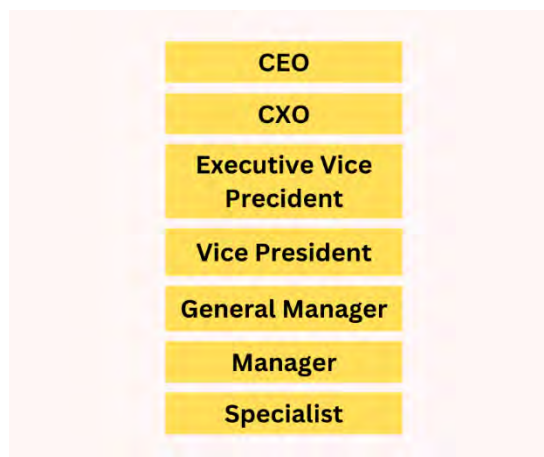 CEO
CXO
Executive Vice
Precident
Vice President
General Manager
Manager
Specialist